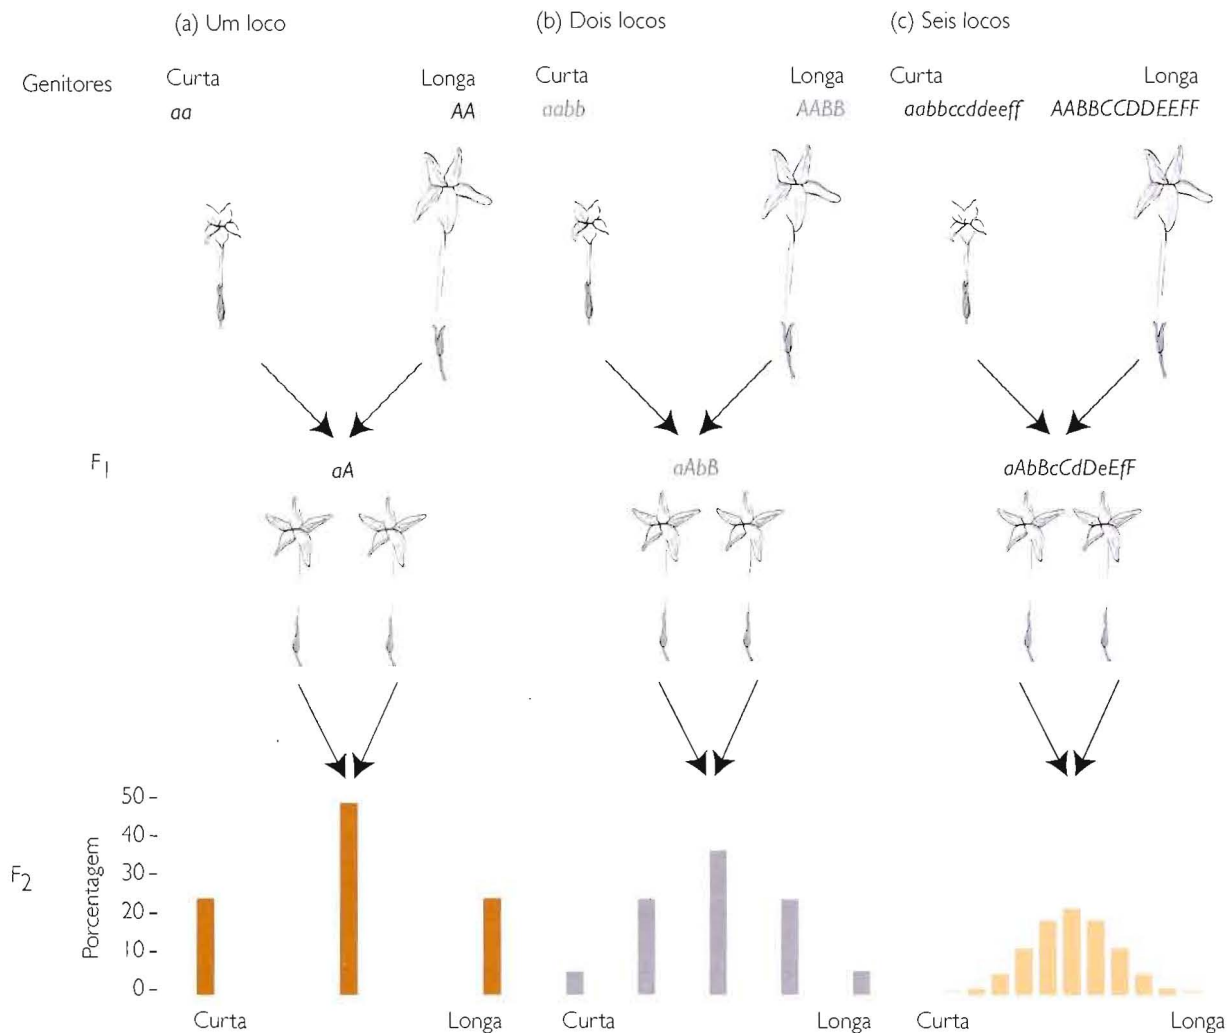 (a) Um loco (b) Dois locos (c) Seis locos
Genitores Curta Longa Curta Longa Curta Longa
aa AA aabb AABB aabbccddeeff AABBCCDDEEFF
F1 aA aAbB aAbBcCdDeEfF
F2
Porcentagem
50 -
40 -
30 -
20 -
10 -
0 -
Curta Longa Curta Longa Curta Longa